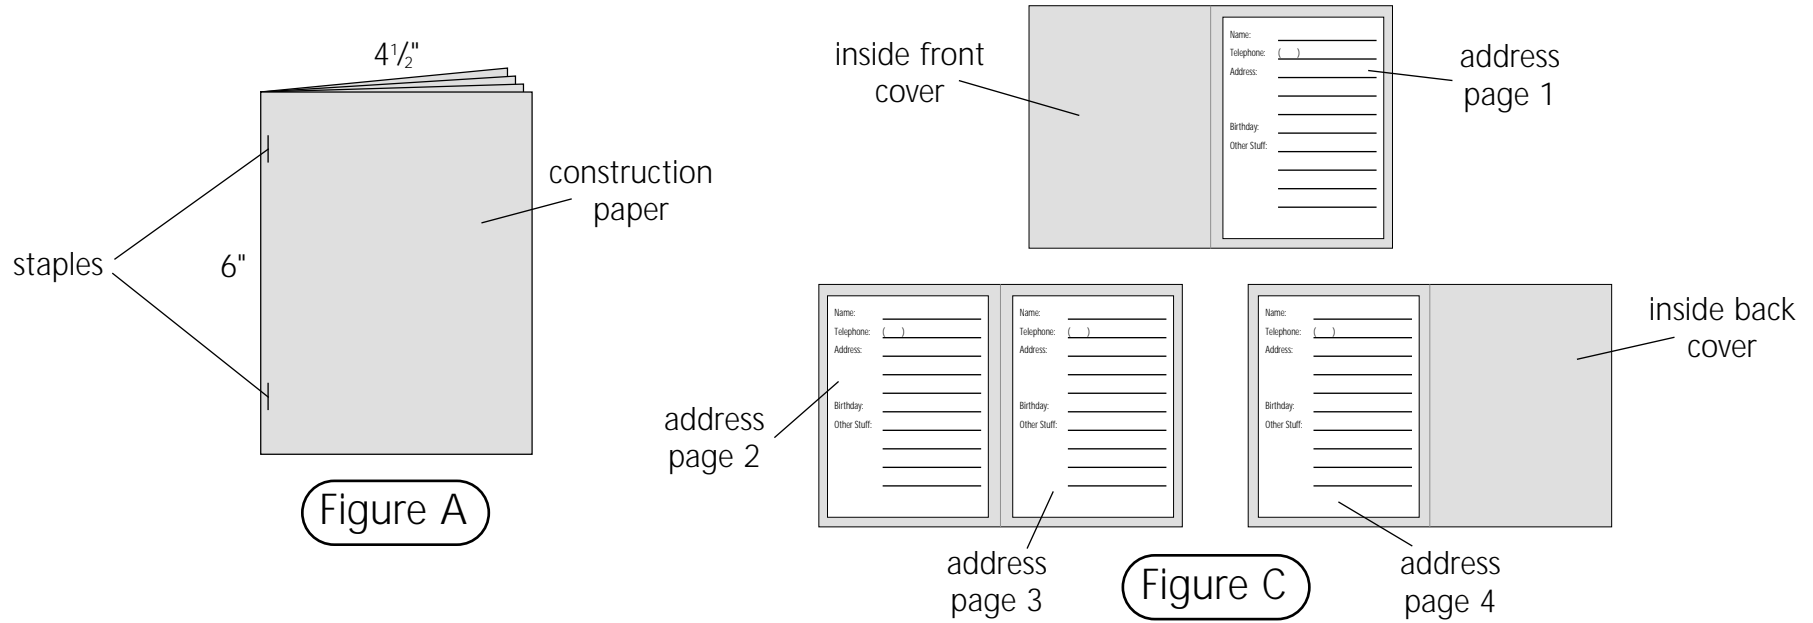 4½"
construction
paper
staples
6"
Figure A
inside front
cover
Name:
Telephone: (     )
Address:
Birthday:
Other Stuff:
address
page 1
Name:
Telephone: (     )
Address:
Birthday:
Other Stuff:
address
page 2
Name:
Telephone: (     )
Address:
Birthday:
Other Stuff:
address
page 3
Name:
Telephone: (     )
Address:
Birthday:
Other Stuff:
address
page 4
inside back
cover
Figure C